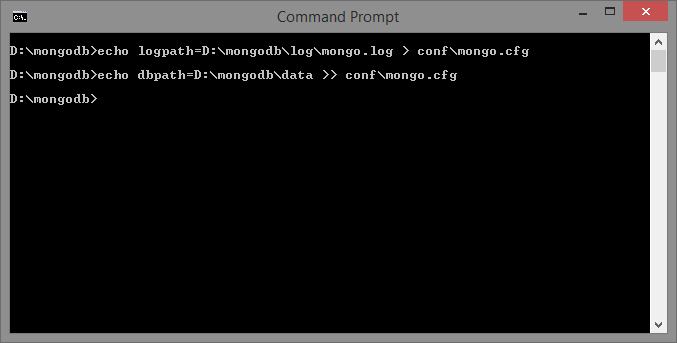 Command Prompt
D:\mongodb>echo logpath=D:\mongodb\log\mongo.log > conf\mongo.cfg
D:\mongodb>echo dbpath=D:\mongodb\data >> conf\mongo.cfg
D:\mongodb>